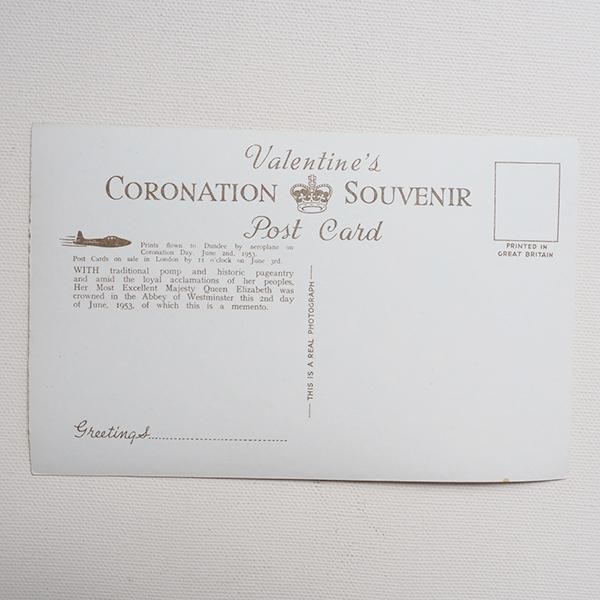 Valentine's
CORONATION SOUVENIR
Post Card
PRINTED IN
GREAT BRITAIN
Prints flown to Dundee by aeroplane on
Coronation Day, June 2nd, 1953.
Post Cards on sale in London by 11 o'clock on June 3rd.
WITH traditional pomp and historic pageantry
and amid the loyal acclamations of her peoples,
Her Most Excellent Majesty Queen Elizabeth was
crowned in the Abbey of Westminster this 2nd day
of June, 1953, of which this is a memento.
THIS IS A REAL PHOTOGRAPH
Greetings